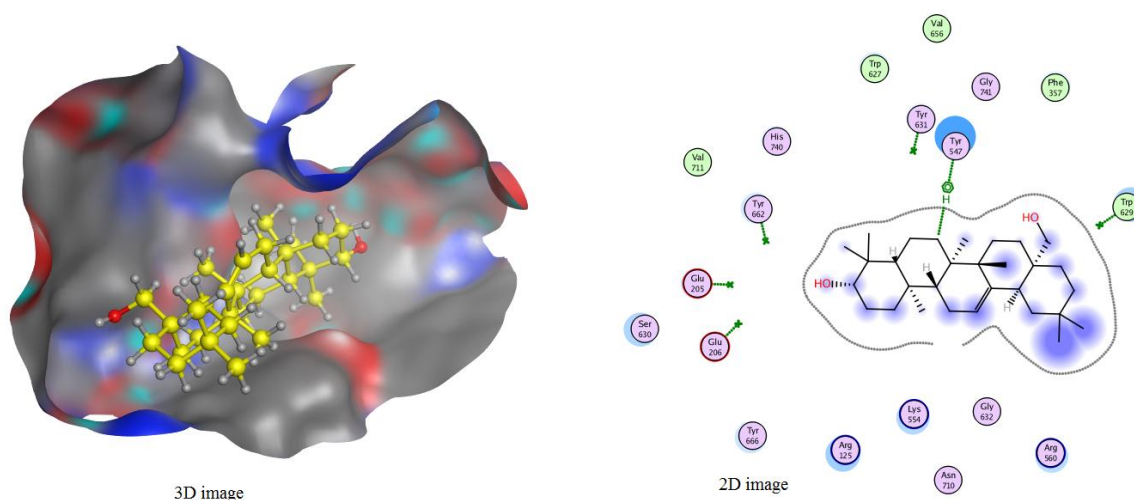 Val
656
Trp
627
Gly
741
Phe
357
Tyr
631
His
740
Tyr
547
Val
711
H
Tyr
662
Trp
629
HO
H
Glu
205
HO
H
Ser
630
Glu
206
Lys
554
Gly
632
Tyr
666
Arg
125
Arg
560
Asn
710
3D image
2D image